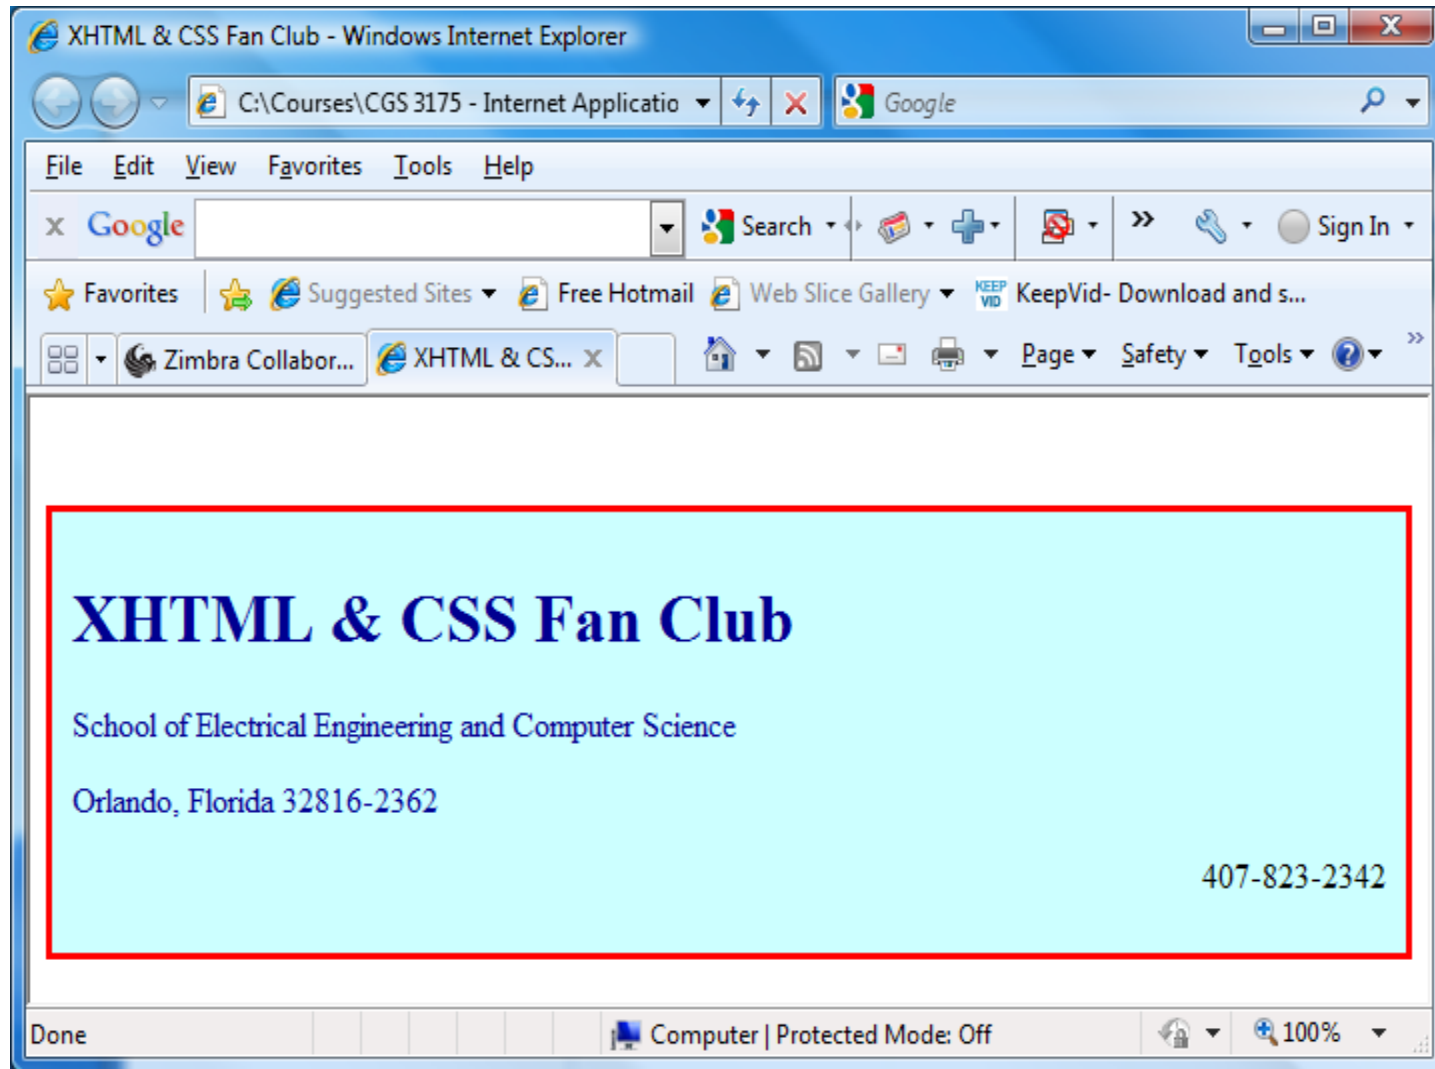 XHTML & CSS Fan Club - Windows Internet Explorer
C:\Courses\CGS 3175 - Internet Applicatio Google
File Edit View Favorites Tools Help
x Google Search » Sign In
Favorites Suggested Sites Free Hotmail Web Slice Gallery KEEP VID KeepVid- Download and s...
Zimbra Collabor... XHTML & CS... x Page Safety Tools »
XHTML & CSS Fan Club
School of Electrical Engineering and Computer Science
Orlando, Florida 32816-2362
407-823-2342
Done Computer | Protected Mode: Off 100%